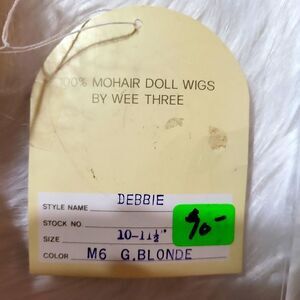 00% MOHAIR DOLL WIGS
BY WEE THREE
STYLE NAME DEBBIE
STOCK NO
SIZE 10-11½"
COLOR M6 G.BLONDE